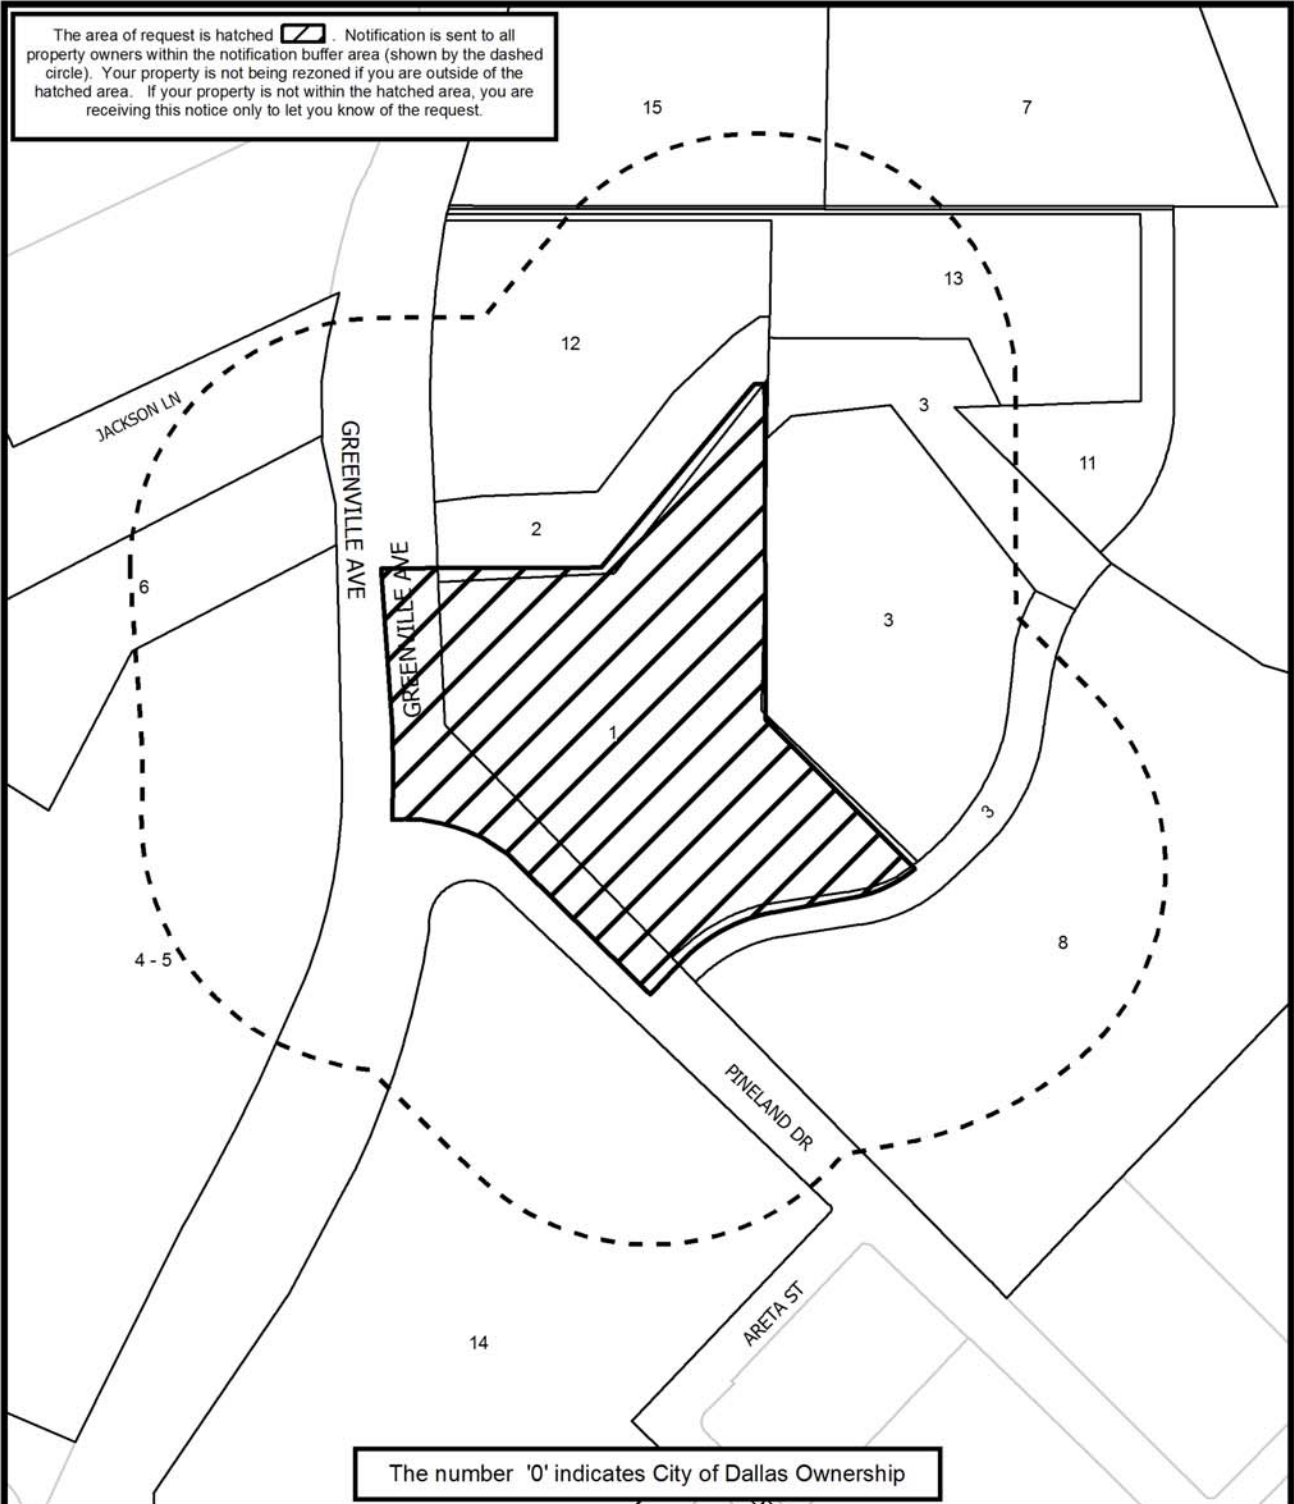 The area of request is hatched . Notification is sent to all
property owners within the notification buffer area (shown by the dashed
circle). Your property is not being rezoned if you are outside of the
hatched area. If your property is not within the hatched area, you are
receiving this notice only to let you know of the request.
15
7
13
12
JACKSON LN
3
GREENVILLE AVE
11
2
GREENVILLE AVE
6
3
1
3
8
4 - 5
PINELAND DR
ARETA ST
14
The number '0' indicates City of Dallas Ownership